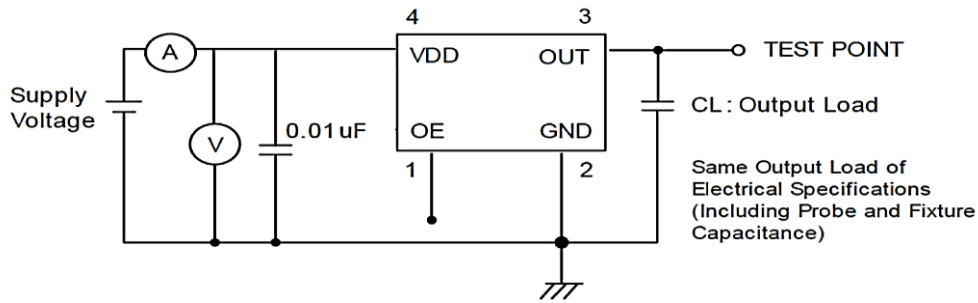 4
3
A
VDD
OUT
TEST POINT
Supply
Voltage
CL: Output Load
V
0.01uF
OE
GND
1
2
Same Output Load of
Electrical Specifications
(Including Probe and Fixture
Capacitance)